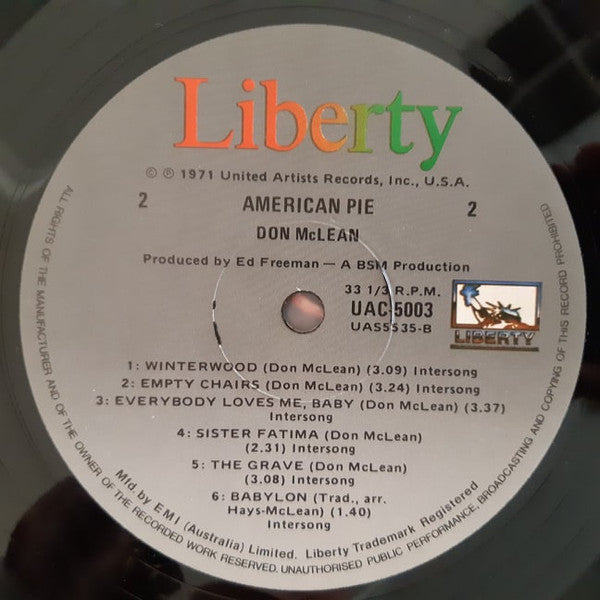 Liberty
© ℗ 1971 United Artists Records, Inc., U.S.A.
2 AMERICAN PIE 2
DON McLEAN
Produced by Ed Freeman — A BSM Production
33 1/3 R.P.M.
UAC 5003
UAS5535-B
LIBERTY
1: WINTERWOOD (Don McLean) (3.09) Intersong
2: EMPTY CHAIRS (Don McLean) (3.24) Intersong
3: EVERYBODY LOVES ME, BABY (Don McLean) (3.37)
Intersong
4: SISTER FATIMA (Don McLean)
(2.31) Intersong
5: THE GRAVE (Don McLean)
(3.08) Intersong
6: BABYLON (Trad., arr.
Hays-McLean) (1.40)
Intersong
Mfd. by EMI (Australia) Limited. Liberty Trademark Registered
ALL RIGHTS OF THE MANUFACTURER AND OF THE OWNER OF THE RECORDED WORK RESERVED. UNAUTHORISED PUBLIC PERFORMANCE, BROADCASTING AND COPYING OF THIS RECORD PROHIBITED